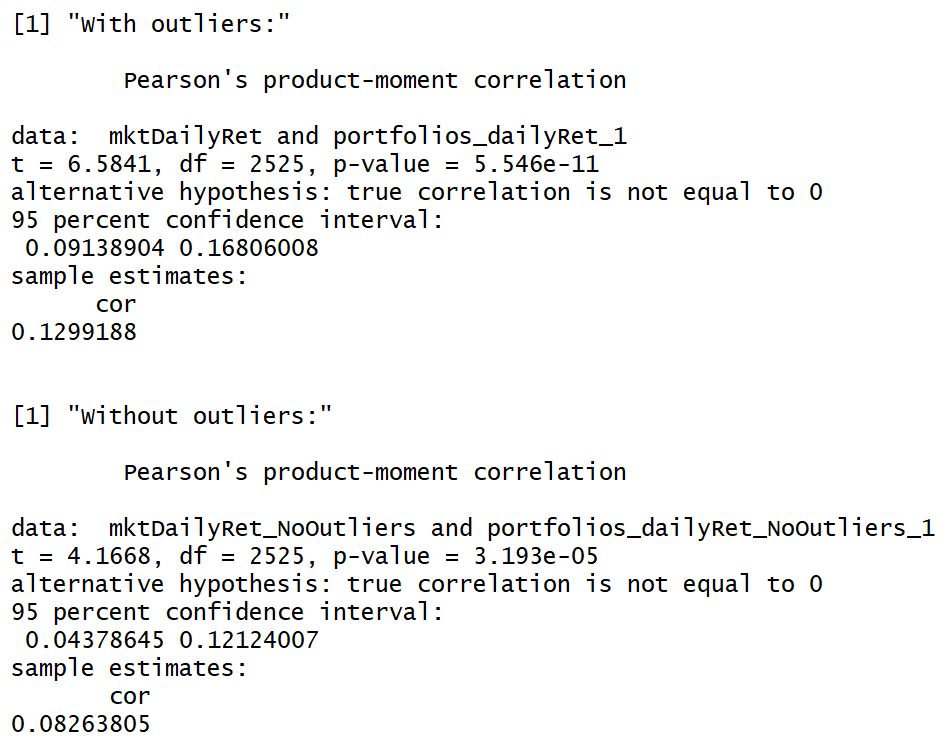 [1] "With outliers:"
Pearson's product-moment correlation
data:  mktDailyRet and portfolios_dailyRet_1
t = 6.5841, df = 2525, p-value = 5.546e-11
alternative hypothesis: true correlation is not equal to 0
95 percent confidence interval:
0.09138904 0.16806008
sample estimates:
cor
0.1299188
[1] "Without outliers:"
Pearson's product-moment correlation
data:  mktDailyRet_NoOutliers and portfolios_dailyRet_NoOutliers_1
t = 4.1668, df = 2525, p-value = 3.193e-05
alternative hypothesis: true correlation is not equal to 0
95 percent confidence interval:
0.04378645 0.12124007
sample estimates:
cor
0.08263805